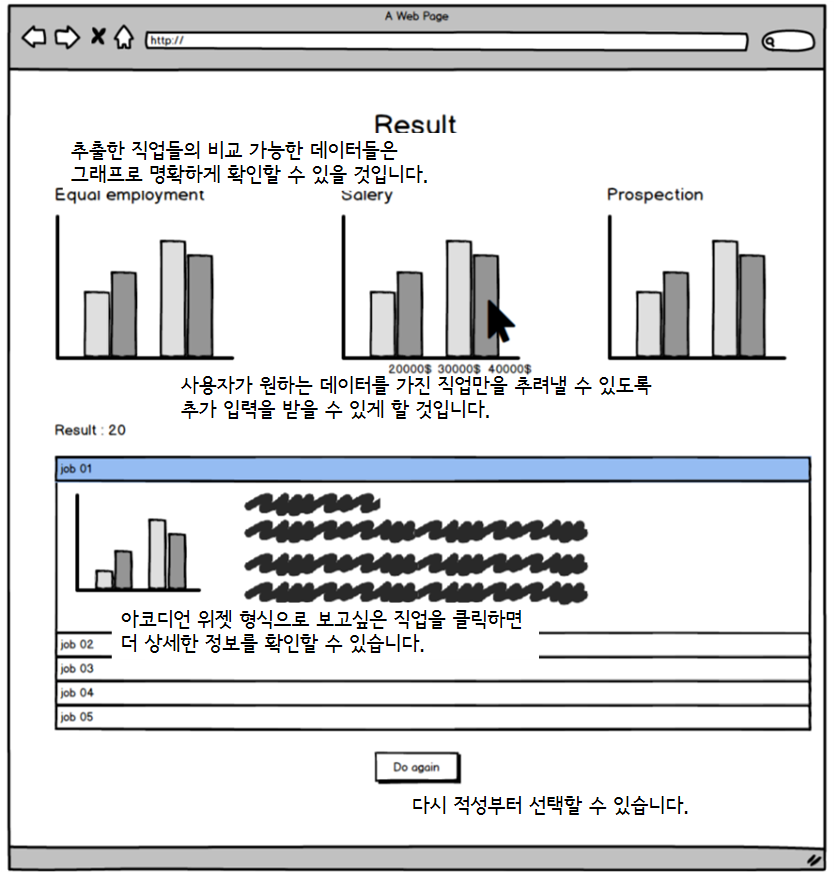 A Web Page
http://
Result
추출한 직업들의 비교 가능한 데이터들은
그래프로 명확하게 확인할 수 있을 것입니다.
Equal employment
Salery
Prospection
20000$ 30000$ 40000$
사용자가 원하는 데이터를 가진 직업만을 추려낼 수 있도록
추가 입력을 받을 수 있게 할 것입니다.
Result : 20
job 01
아코디언 위젯 형식으로 보고싶은 직업을 클릭하면
더 상세한 정보를 확인할 수 있습니다.
job 02
job 03
job 04
job 05
Do again
다시 적성부터 선택할 수 있습니다.